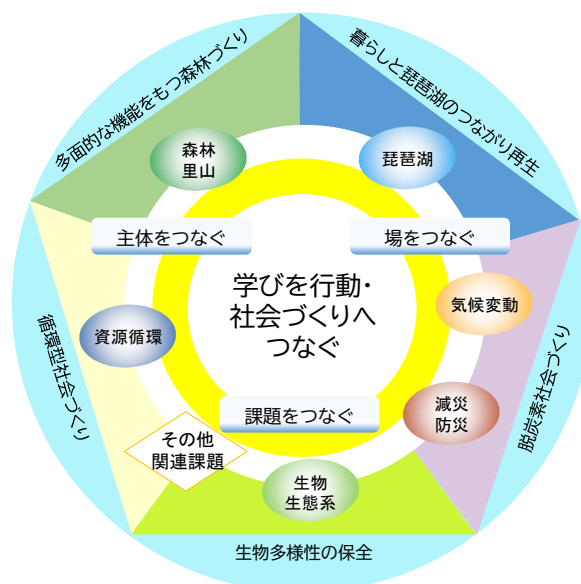 多面的な機能をもつ森林づくり
暮らしと琵琶湖のつながり再生
森林
里山
琵琶湖
主体をつなぐ
場をつなぐ
学びを行動・
社会づくりへ
つなぐ
資源循環
気候変動
循環型社会づくり
脱炭素社会づくり
課題をつなぐ
減災
防災
その他
関連課題
生物
生態系
生物多様性の保全